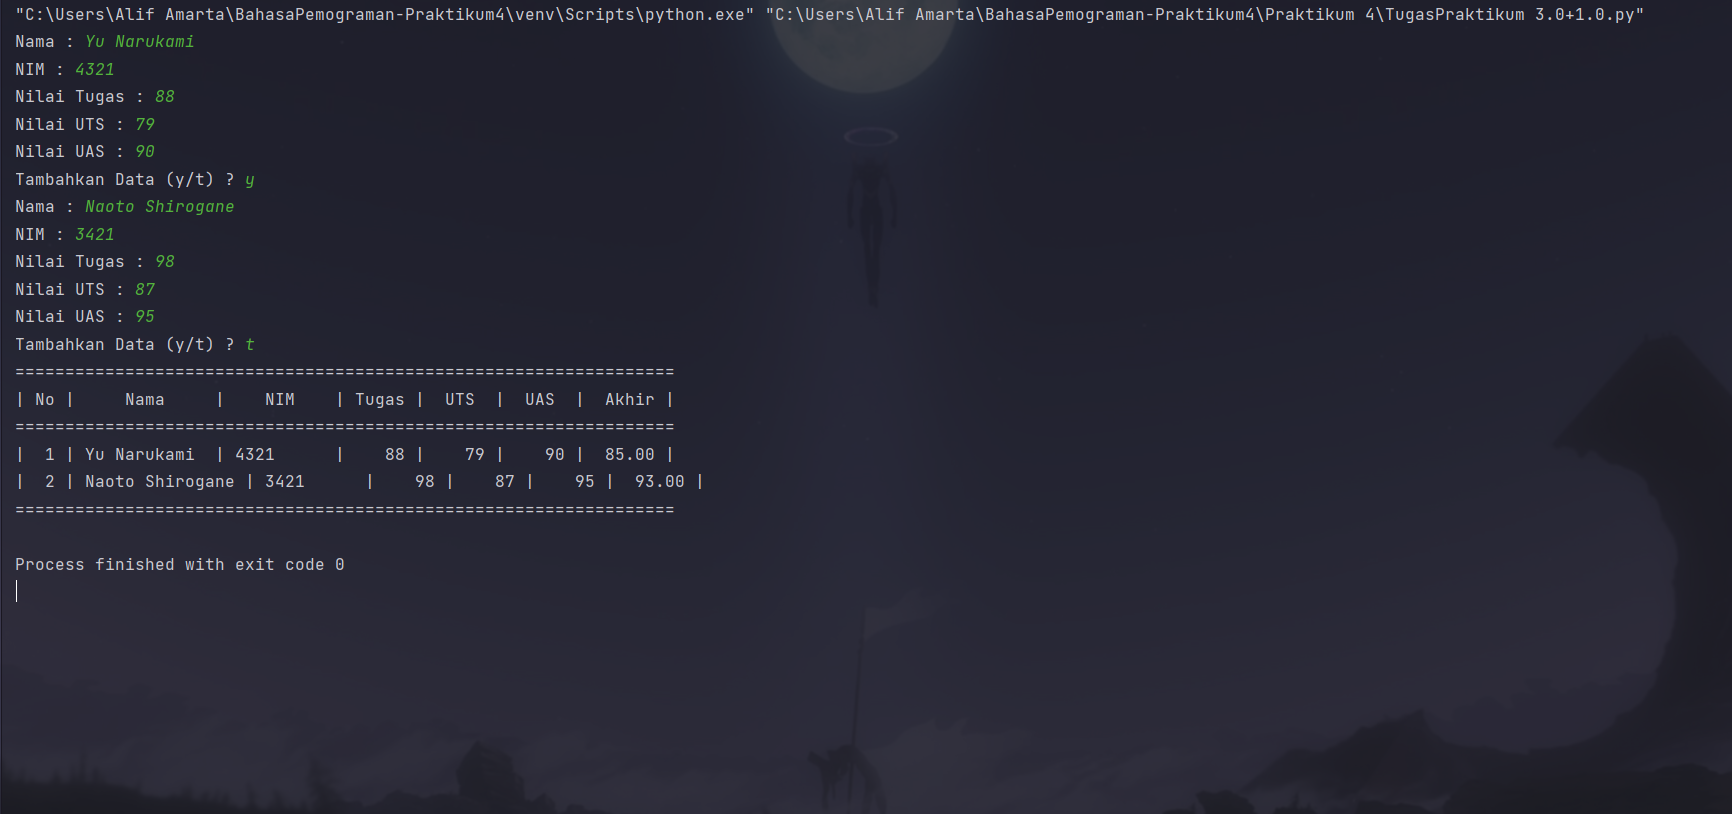 "C:\Users\Alif Amarta\BahasaPemograman-Praktikum4\venv\Scripts\python.exe" "C:\Users\Alif Amarta\BahasaPemograman-Praktikum4\Praktikum 4\TugasPraktikum 3.0+1.0.py"
Nama : Yu Narukami
NIM : 4321
Nilai Tugas : 88
Nilai UTS : 79
Nilai UAS : 90
Tambahkan Data (y/t) ? y
Nama : Naoto Shirogane
NIM : 3421
Nilai Tugas : 98
Nilai UTS : 87
Nilai UAS : 95
Tambahkan Data (y/t) ? t
==================================================================
| No |     Nama     |    NIM    | Tugas |  UTS  |  UAS  |  Akhir |
==================================================================
|  1 | Yu Narukami  | 4321      |    88 |    79 |    90 |  85.00 |
|  2 | Naoto Shirogane | 3421      |    98 |    87 |    95 |  93.00 |
==================================================================

Process finished with exit code 0